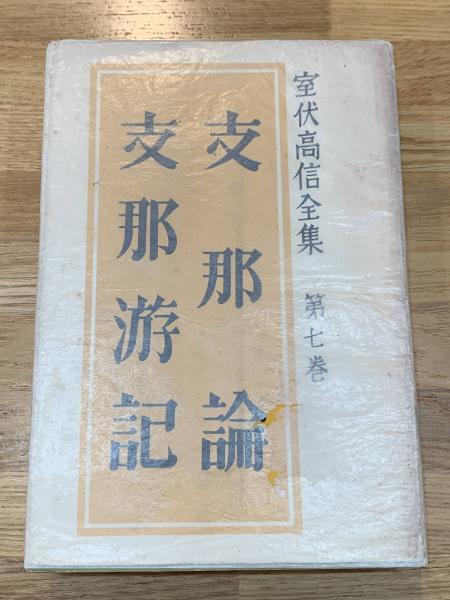 室伏高信全集 第七巻
支那論
支那游記